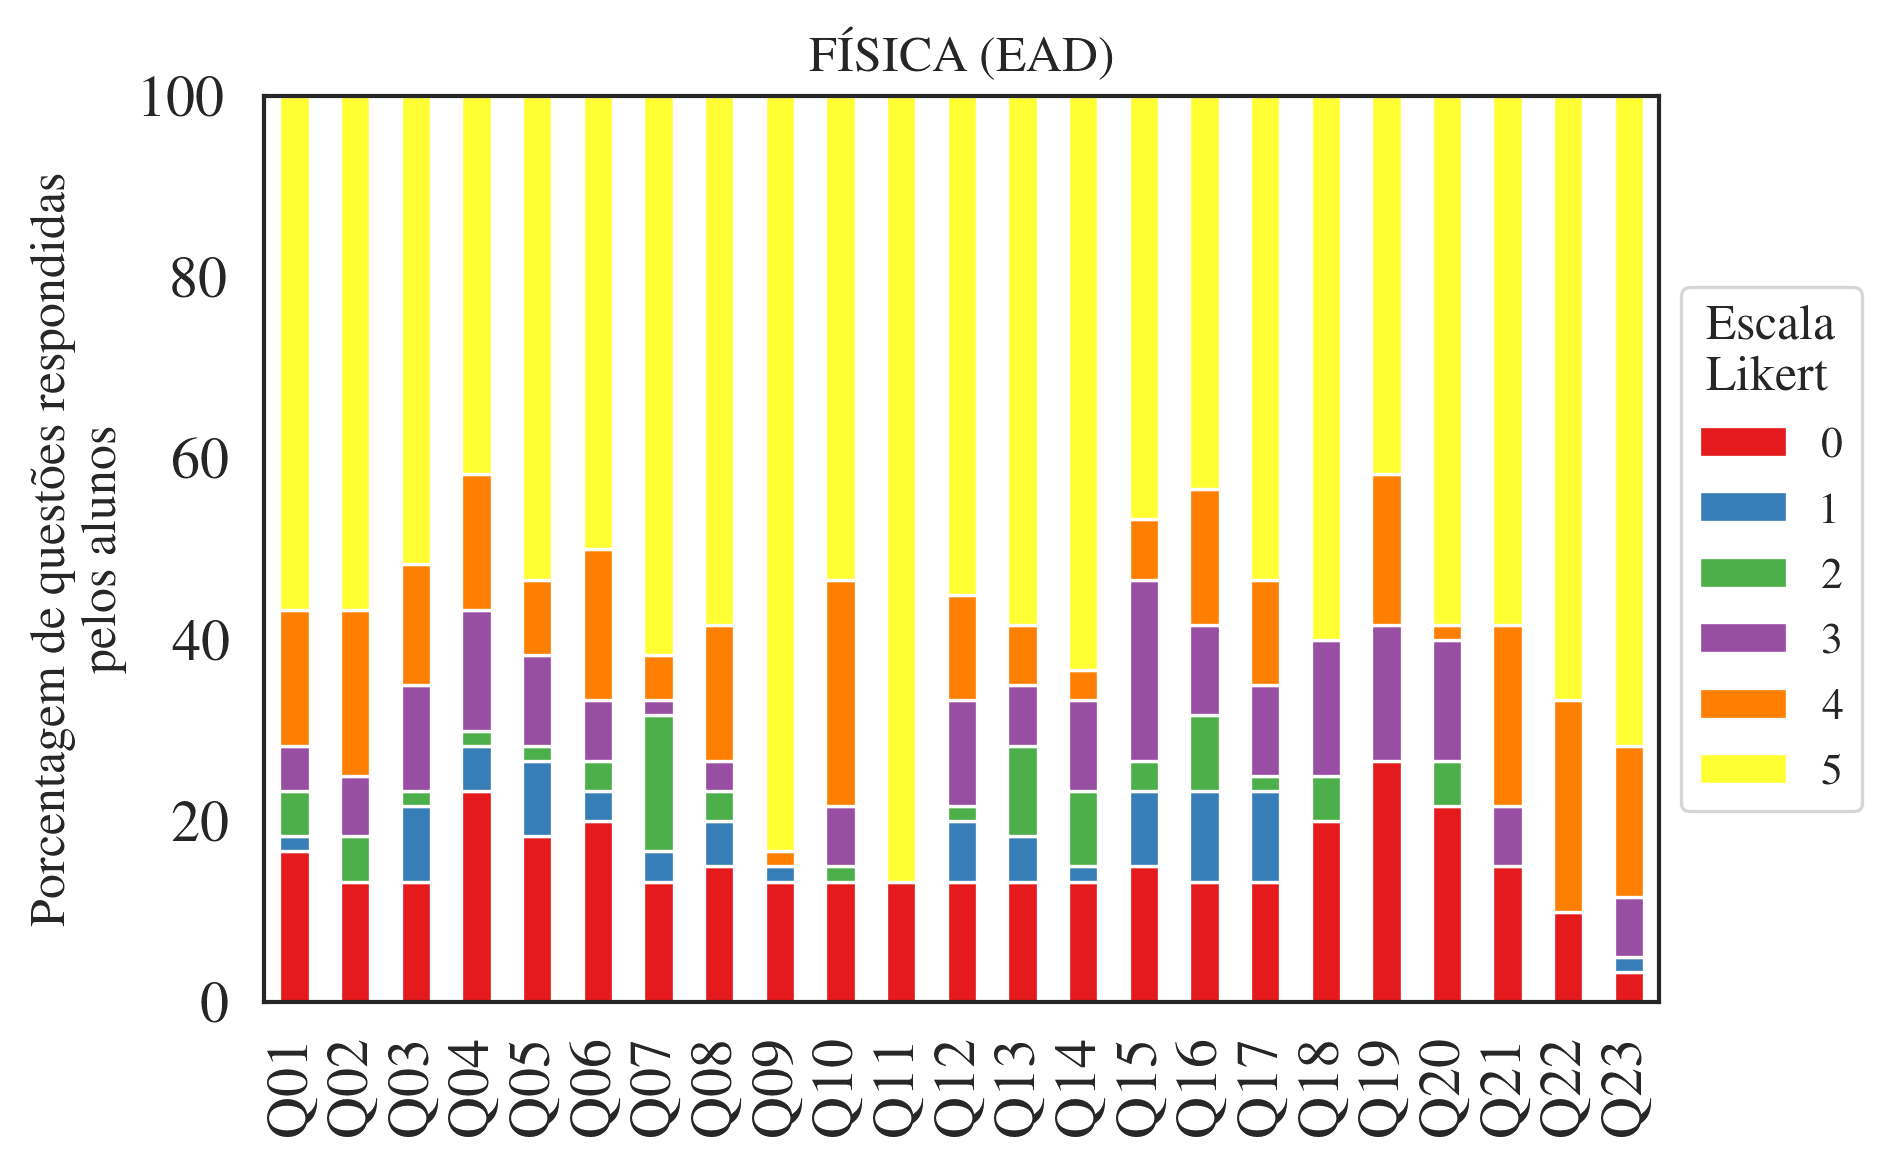 FÍSICA (EAD)
Porcentagem de questões respondidas
pelos alunos
100
80
60
40
20
0
Q01
Q02
Q03
Q04
Q05
Q06
Q07
Q08
Q09
Q10
Q11
Q12
Q13
Q14
Q15
Q16
Q17
Q18
Q19
Q20
Q21
Q22
Q23
Escala
Likert
0
1
2
3
4
5